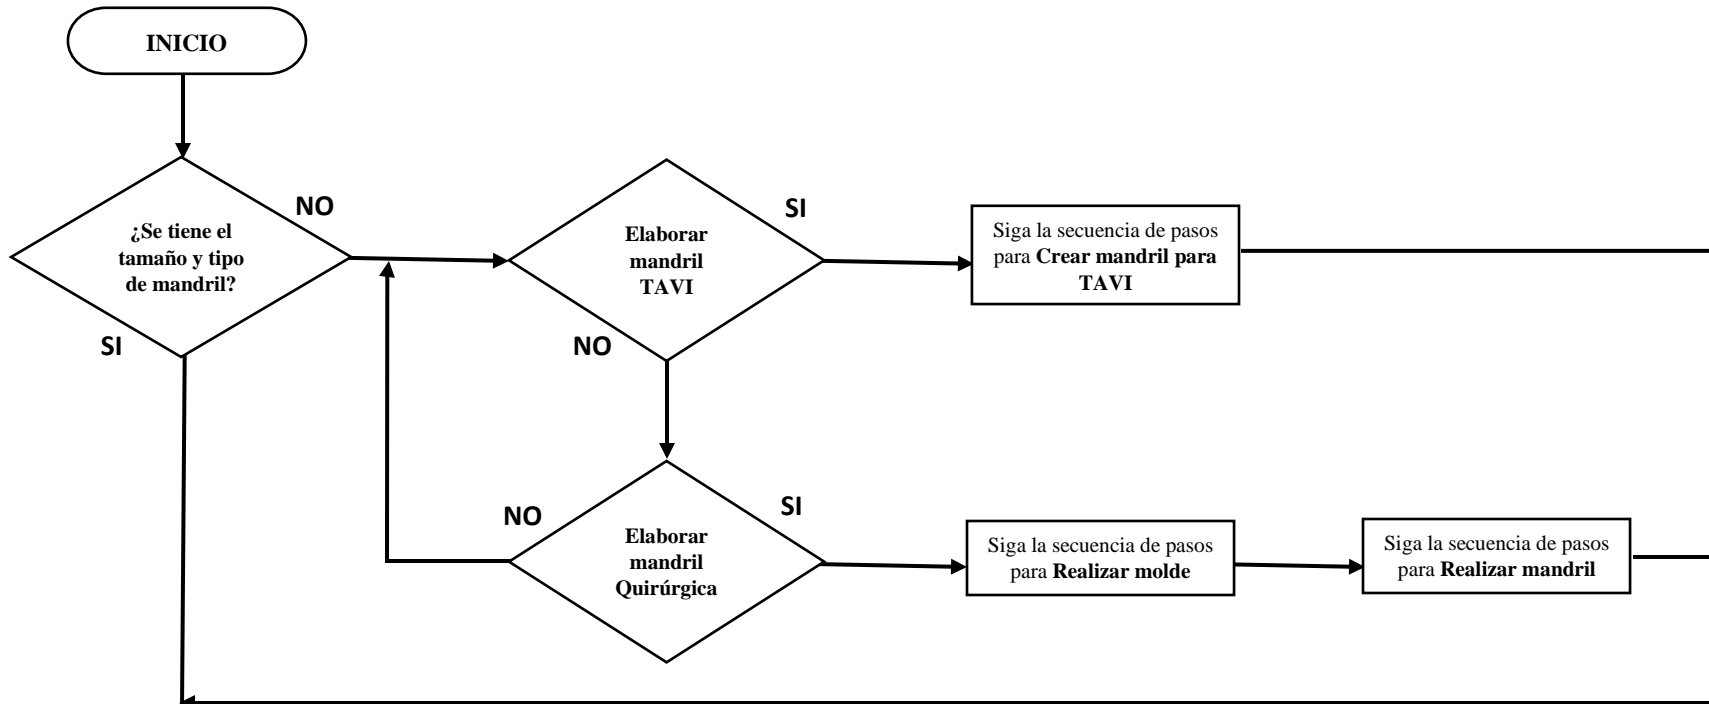 INICIO
¿Se tiene el
tamaño y tipo
de mandril?
NO
SI
Elaborar
mandril
TAVI
SI
NO
Siga la secuencia de pasos
para Crear mandril para
TAVI
Elaborar
mandril
Quirúrgica
NO
SI
Siga la secuencia de pasos
para Realizar molde
Siga la secuencia de pasos
para Realizar mandril